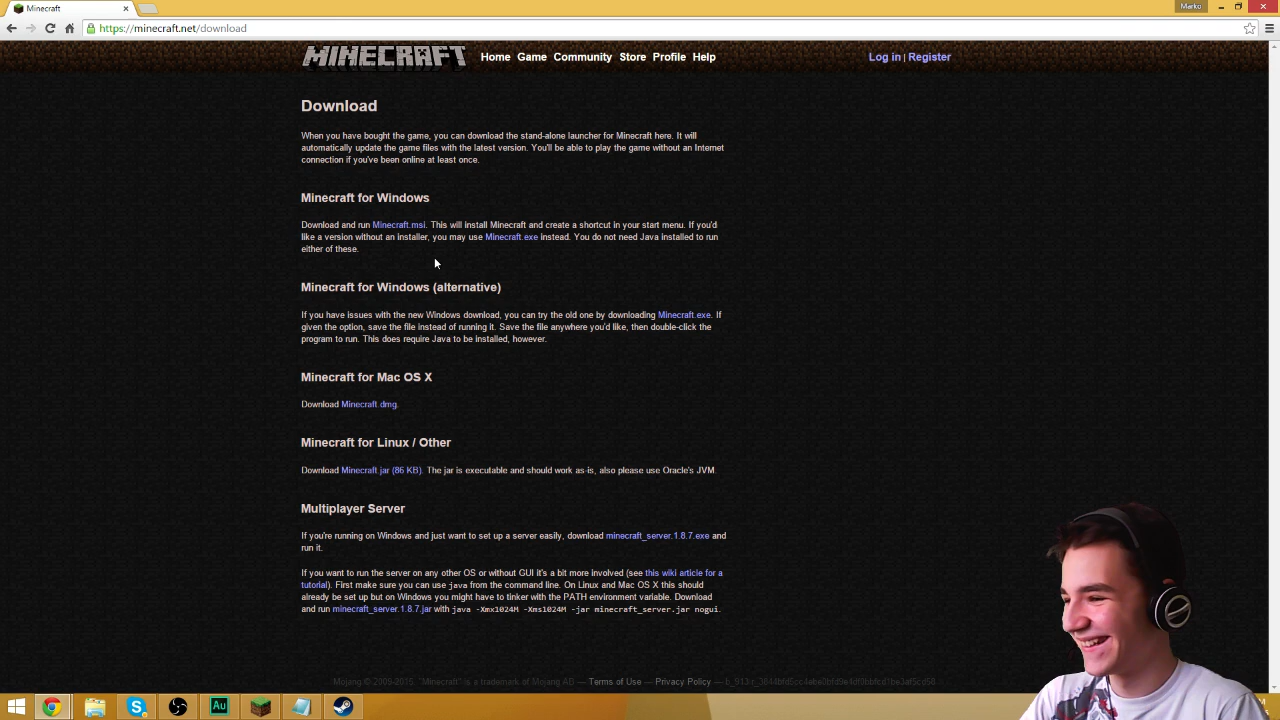 Minecraft
Marko
https://minecraft.net/download
MINECRAFT
Home Game Community Store Profile Help
Log in | Register
Download
When you have bought the game, you can download the stand-alone launcher for Minecraft here. It will
automatically update the game files with the latest version. You'll be able to play the game without an Internet
connection if you've been online at least once.
Minecraft for Windows
Download and run Minecraft.msi. This will install Minecraft and create a shortcut in your start menu. If you'd
like a version without an installer, you may use Minecraft.exe instead. You do not need Java installed to run
either of these.
Minecraft for Windows (alternative)
If you have issues with the new Windows download, you can try the old one by downloading Minecraft.exe. If
given the option, save the file instead of running it. Save the file anywhere you'd like, then double-click the
program to run. This does require Java to be installed, however.
Minecraft for Mac OS X
Download Minecraft.dmg.
Minecraft for Linux / Other
Download Minecraft.jar (86 KB). The jar is executable and should work as-is, also please use Oracle's JVM.
Multiplayer Server
If you're running on Windows and just want to set up a server easily, download minecraft_server.1.8.7.exe and
run it.
If you want to run the server on any other OS or without GUI it's a bit more involved (see this wiki article for a
tutorial). First make sure you can use java from the command line. On Linux and Mac OS X this should
already be set up but on Windows you might have to tinker with the PATH environment variable. Download
and run minecraft_server.1.8.7.jar with java -Xmx1024M -Xms1024M -jar minecraft_server.jar nogui.
Mojang © 2009-2015. "Minecraft" is a trademark of Mojang AB — Terms of Use — Privacy Policy —
Au